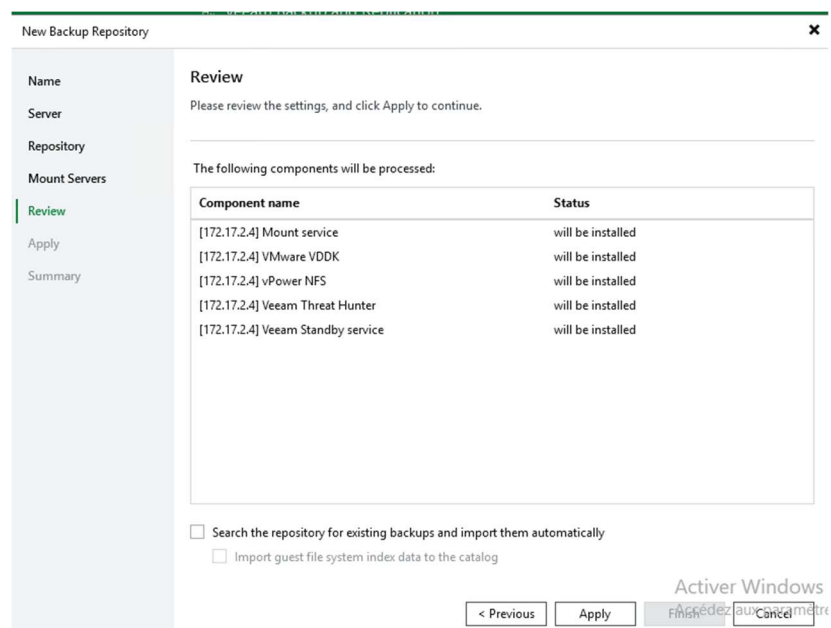 New Backup Repository
Name
Server
Repository
Mount Servers
Review
Apply
Summary
Review
Please review the settings, and click Apply to continue.
The following components will be processed:
Component name Status
[172.17.2.4] Mount service will be installed
[172.17.2.4] VMware VDDK will be installed
[172.17.2.4] vPower NFS will be installed
[172.17.2.4] Veeam Threat Hunter will be installed
[172.17.2.4] Veeam Standby service will be installed
Search the repository for existing backups and import them automatically
Import guest file system index data to the catalog
Activer Windows
Accédez aux paramètre
< Previous Apply Finish Cancel